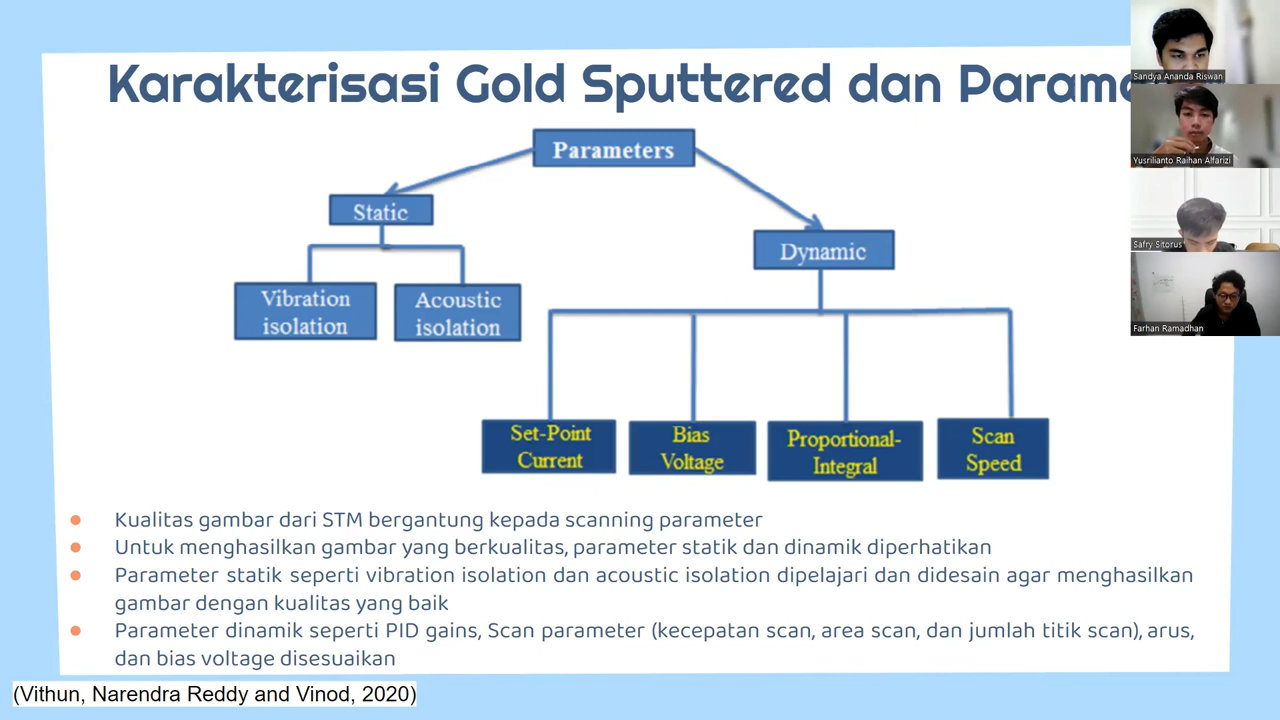 Karakterisasi Gold Sputtered dan Parame
Parameters
Static
Dynamic
Vibration
isolation
Acoustic
isolation
Set-Point
Current
Bias
Voltage
Proportional-
Integral
Scan
Speed
Kualitas gambar dari STM bergantung kepada scanning parameter
Untuk menghasilkan gambar yang berkualitas, parameter statik dan dinamik diperhatikan
Parameter statik seperti vibration isolation dan acoustic isolation dipelajari dan didesain agar menghasilkan
gambar dengan kualitas yang baik
Parameter dinamik seperti PID gains, Scan parameter (kecepatan scan, area scan, dan jumlah titik scan), arus,
dan bias voltage disesuaikan
(Vithun, Narendra Reddy and Vinod, 2020)
Sandya Ananda Riswan
Yusrilianto Raihan Alfarizi
Safry Sitorus
Farhan Ramadhan